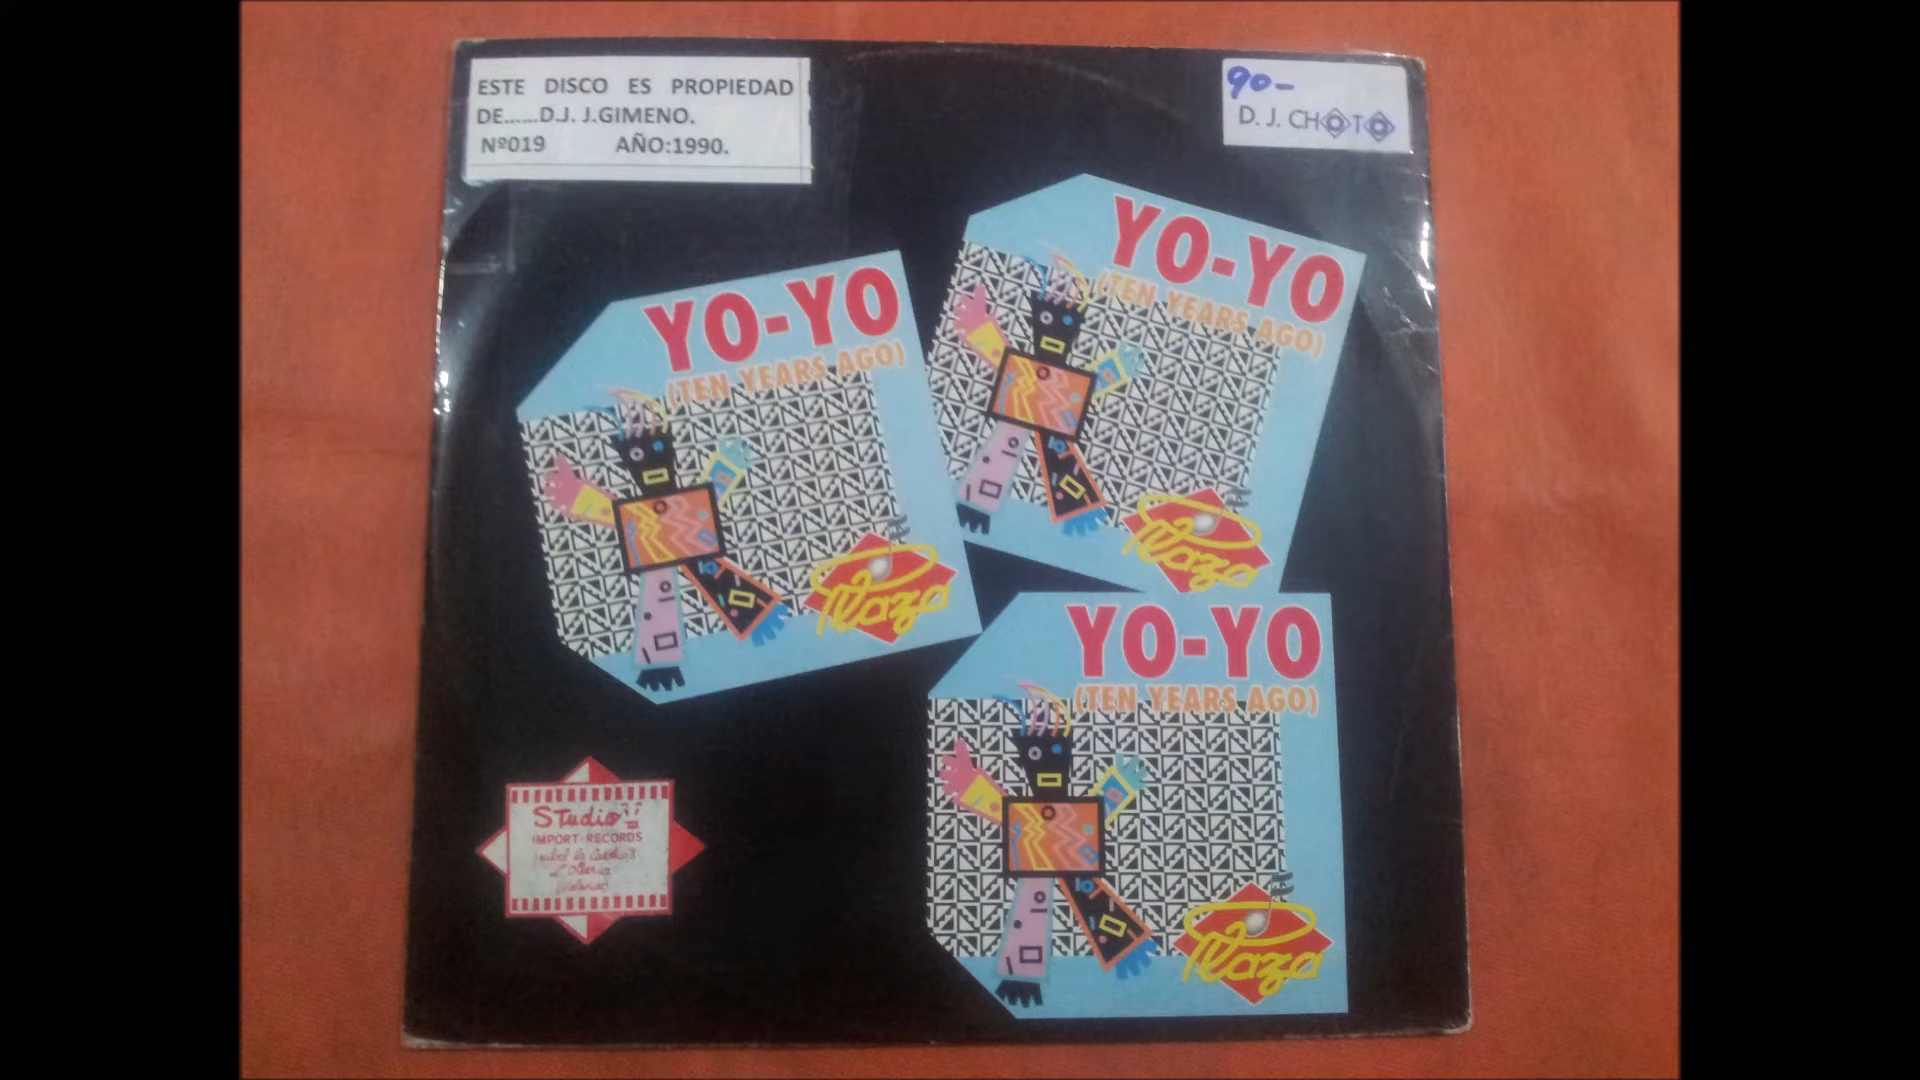 ESTE DISCO ES PROPIEDAD
DE......D.J. J.GIMENO.
Nº019 AÑO:1990.
90-
D. J. CHOTO
YO-YO
(TEN YEARS AGO)
Plaza
YO-YO
(TEN YEARS AGO)
Plaza
YO-YO
(TEN YEARS AGO)
Plaza
STudio
IMPORT-RECORDS